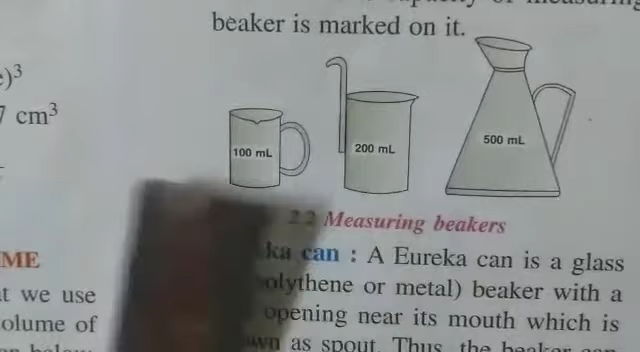 beaker is marked on it.
)³
7 cm³
100 mL
200 mL
500 mL
2.2 Measuring beakers
ME
t we use
olume of
ka can : A Eureka can is a glass
olythene or metal) beaker with a
opening near its mouth which is
wn as spout. Thus, the beaker can